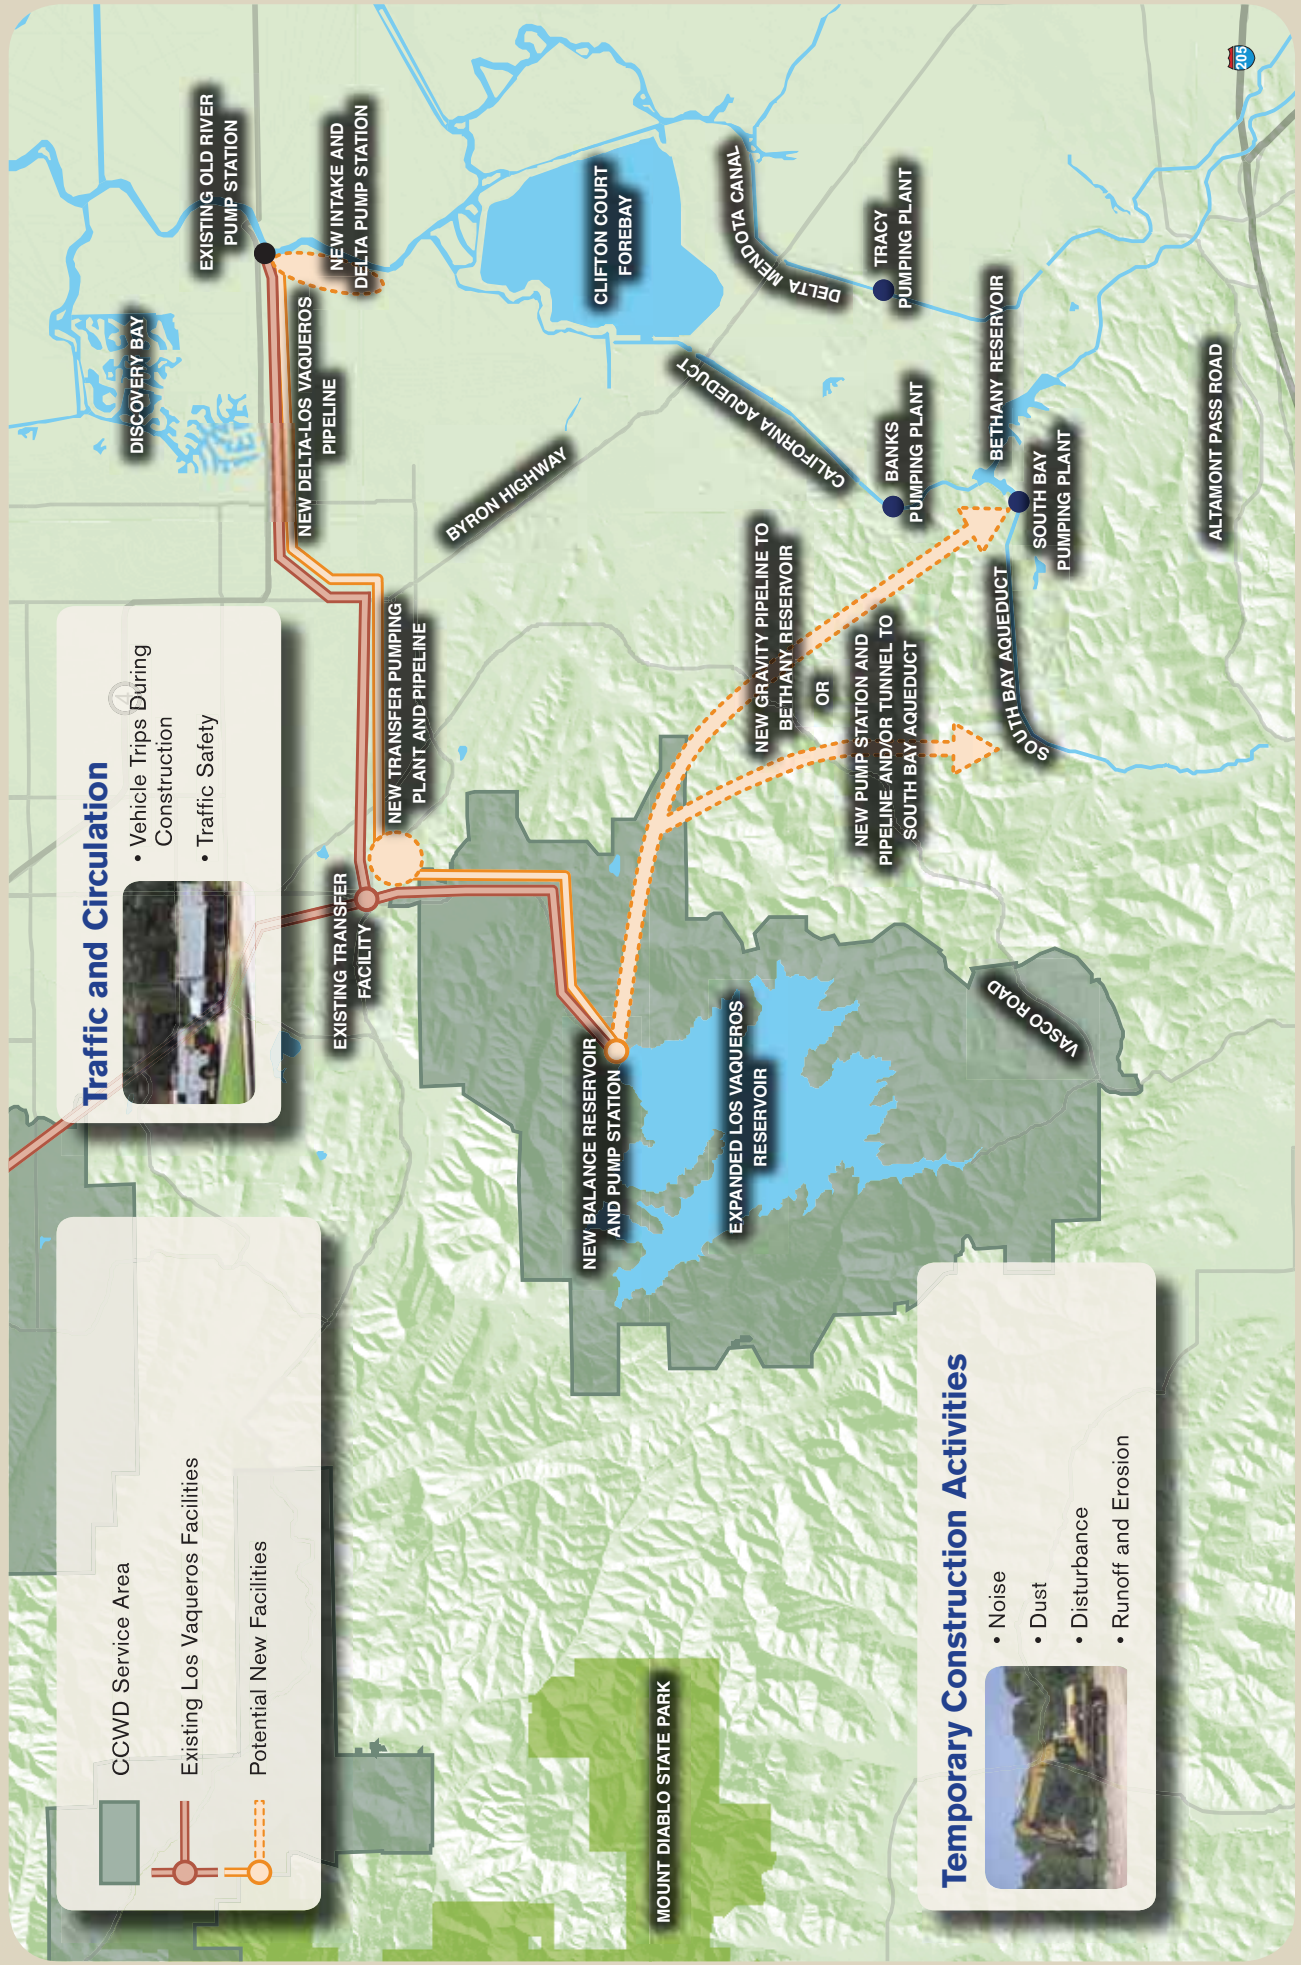 CCWD Service Area
Existing Los Vaqueros Facilities
Potential New Facilities
Traffic and Circulation
• Vehicle Trips During
Construction
• Traffic Safety
4
DISCOVERY BAY
EXISTING OLD RIVER
PUMP STATION
NEW INTAKE AND
DELTA PUMP STATION
NEW DELTA-LOS VAQUEROS
PIPELINE
EXISTING TRANSFER
FACILITY
NEW TRANSFER PUMPING
PLANT AND PIPELINE
BYRON HIGHWAY
CLIFTON COURT
FOREBAY
NEW BALANCE RESERVOIR
AND PUMP STATION
MOUNT DIABLO STATE PARK
EXPANDED LOS VAQUEROS
RESERVOIR
CALIFORNIA AQUEDUCT
DELTA MENDOTA CANAL
NEW GRAVITY PIPELINE TO
BETHANY RESERVOIR
OR
NEW PUMP STATION AND
PIPELINE AND/OR TUNNEL TO
SOUTH BAY AQUEDUCT
TRACY
PUMPING PLANT
BANKS
PUMPING PLANT
BETHANY RESERVOIR
SOUTH BAY
PUMPING PLANT
SOUTH BAY AQUEDUCT
VASCO ROAD
ALTAMONT PASS ROAD
205
Temporary Construction Activities
• Noise
• Dust
• Disturbance
• Runoff and Erosion